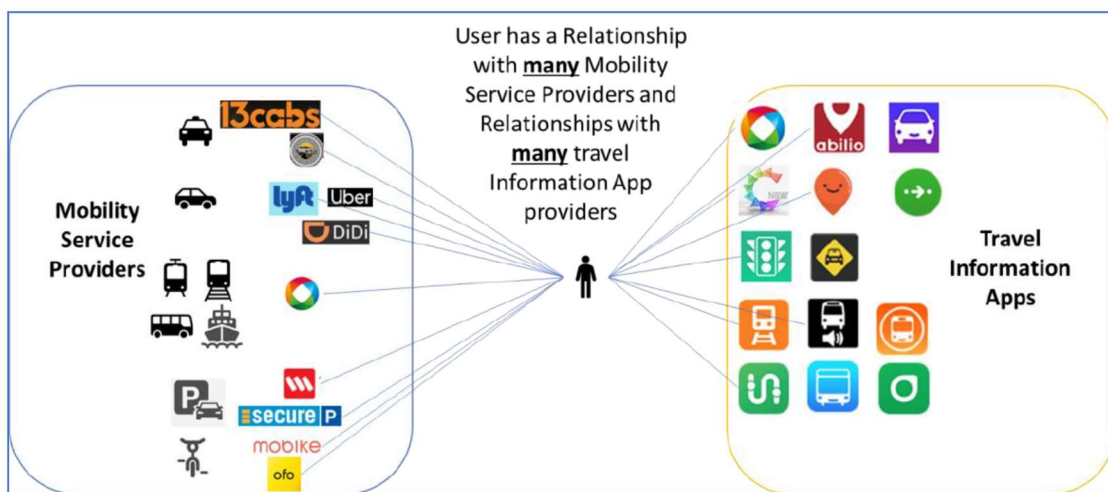 User has a Relationship
with many Mobility
Service Providers and
Relationships with
many travel
Information App
providers
Mobility
Service
Providers
13cabs
lyft
Uber
DiDi
P
secure P
mobike
ofo
abilio
NSW
Travel
Information
Apps